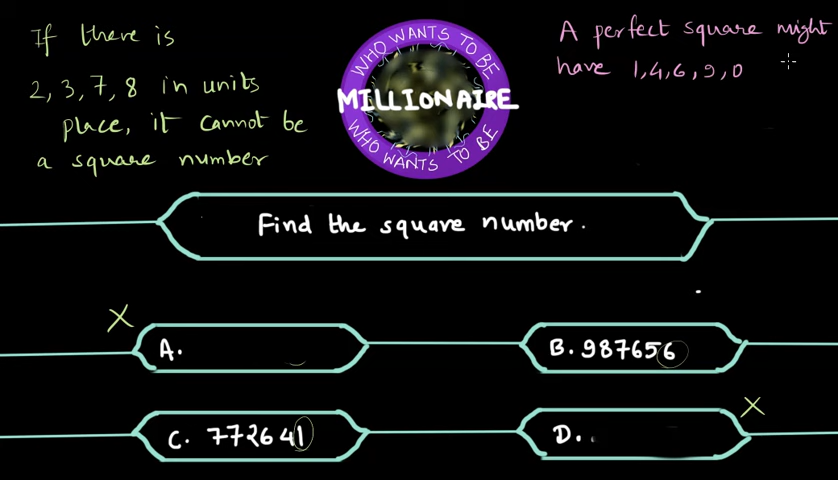 If there is
2, 3, 7, 8 in units
place, it cannot be
a square number
WHO WANTS TO BE
MILLIONAIRE
WHO WANTS TO BE
A perfect square might
have 1, 4, 6, 9, 0
Find the square number.
X
A.
B. 987656
C. 772641
X
D.